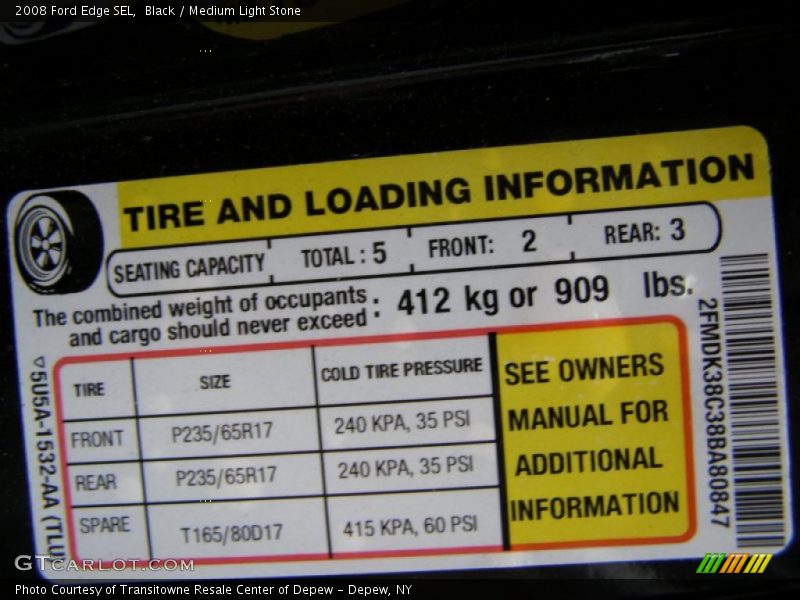 2008 Ford Edge SEL,  Black / Medium Light Stone
TIRE AND LOADING INFORMATION
SEATING CAPACITY TOTAL : 5 FRONT: 2 REAR: 3
The combined weight of occupants
and cargo should never exceed : 412 kg or 909 lbs.
TIRE SIZE COLD TIRE PRESSURE
FRONT P235/65R17 240 KPA, 35 PSI
REAR P235/65R17 240 KPA, 35 PSI
SPARE T165/80D17 415 KPA, 60 PSI
SEE OWNERS
MANUAL FOR
ADDITIONAL
INFORMATION
5U5A-1532-AA (TLU
2FMDK38C38BA80847
GTCARLOT.COM
Photo Courtesy of Transitowne Resale Center of Depew – Depew, NY